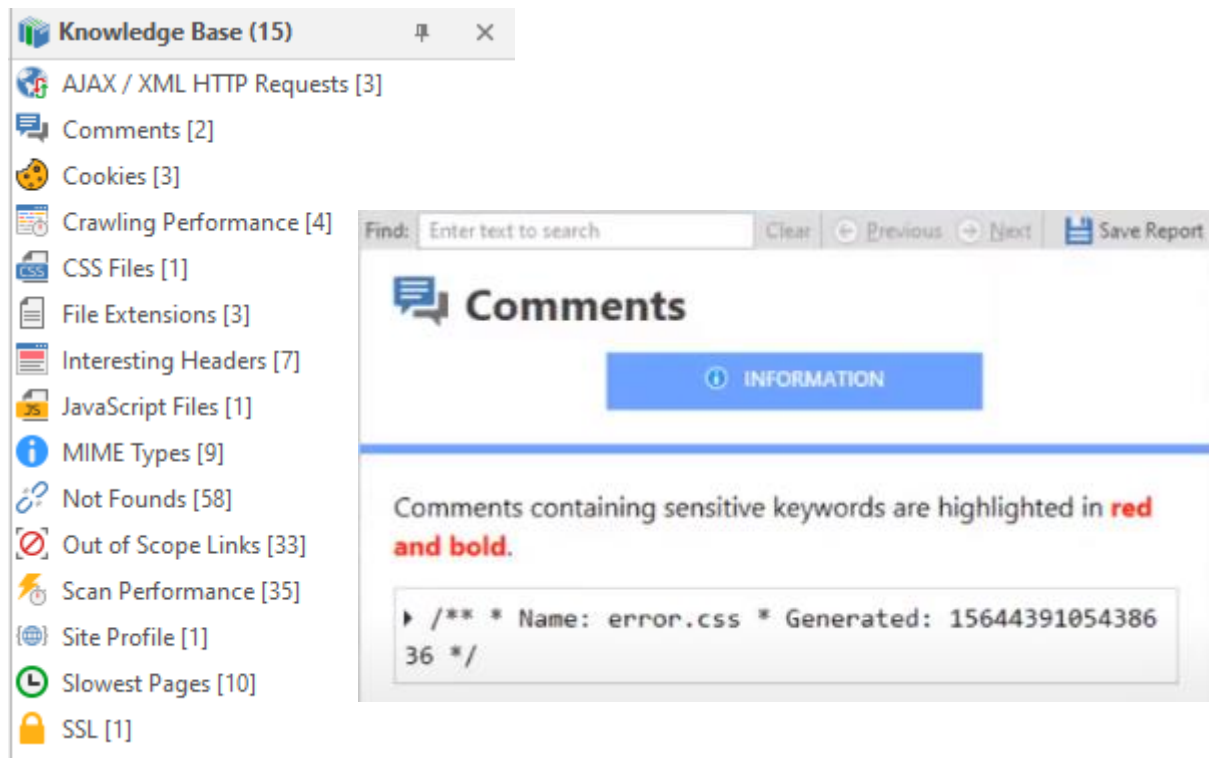 Knowledge Base (15)
AJAX / XML HTTP Requests [3]
Comments [2]
Cookies [3]
Crawling Performance [4]
CSS Files [1]
File Extensions [3]
Interesting Headers [7]
JavaScript Files [1]
MIME Types [9]
Not Founds [58]
Out of Scope Links [33]
Scan Performance [35]
Site Profile [1]
Slowest Pages [10]
SSL [1]
CSS
JS
Find: Enter text to search Clear Previous Next Save Report
Comments
INFORMATION
Comments containing sensitive keywords are highlighted in red
and bold.
/** * Name: error.css * Generated: 15644391054386
36 */